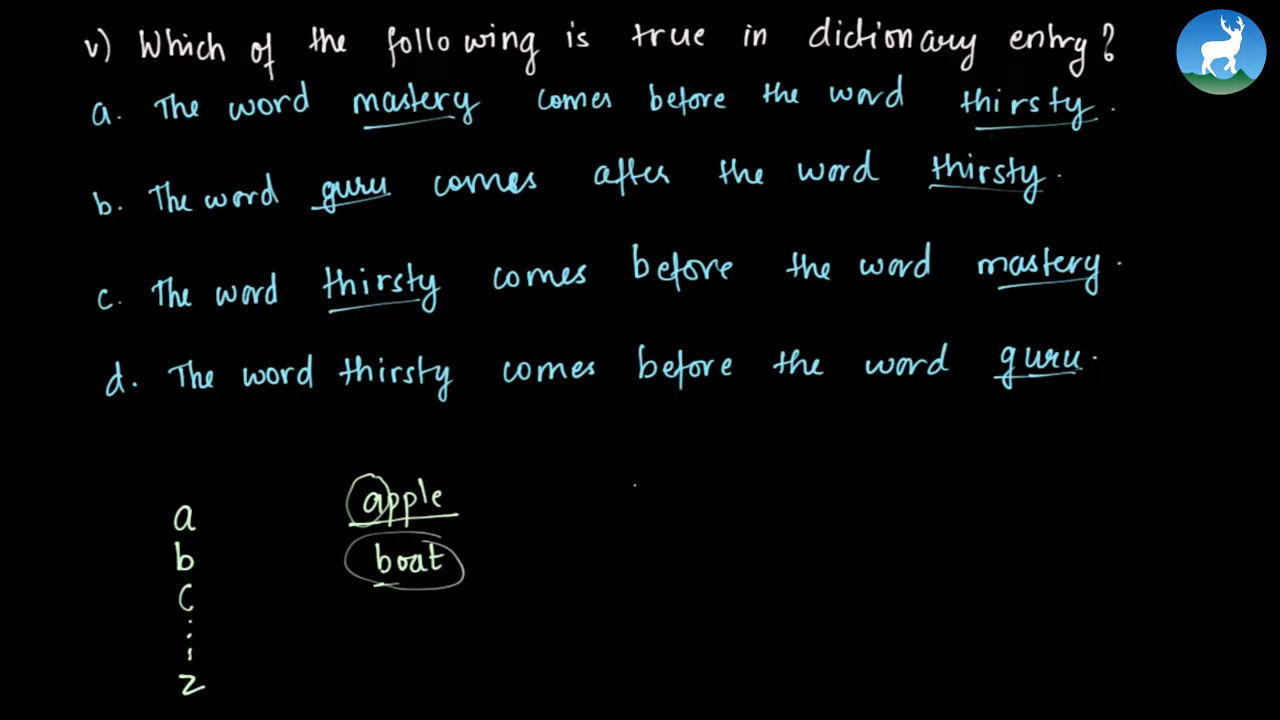 v) Which of the following is true in dictionary entry?
a. The word mastery comes before the word thirsty.
b. The word guru comes after the word thirsty.
c. The word thirsty comes before the word mastery.
d. The word thirsty comes before the word guru.
a apple
b boat
c
z